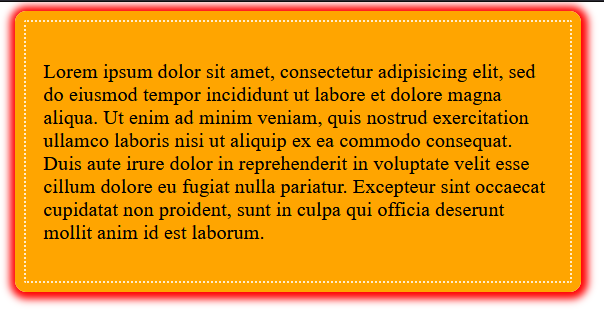 Lorem ipsum dolor sit amet, consectetur adipisicing elit, sed
do eiusmod tempor incididunt ut labore et dolore magna
aliqua. Ut enim ad minim veniam, quis nostrud exercitation
ullamco laboris nisi ut aliquip ex ea commodo consequat.
Duis aute irure dolor in reprehenderit in voluptate velit esse
cillum dolore eu fugiat nulla pariatur. Excepteur sint occaecat
cupidatat non proident, sunt in culpa qui officia deserunt
mollit anim id est laborum.